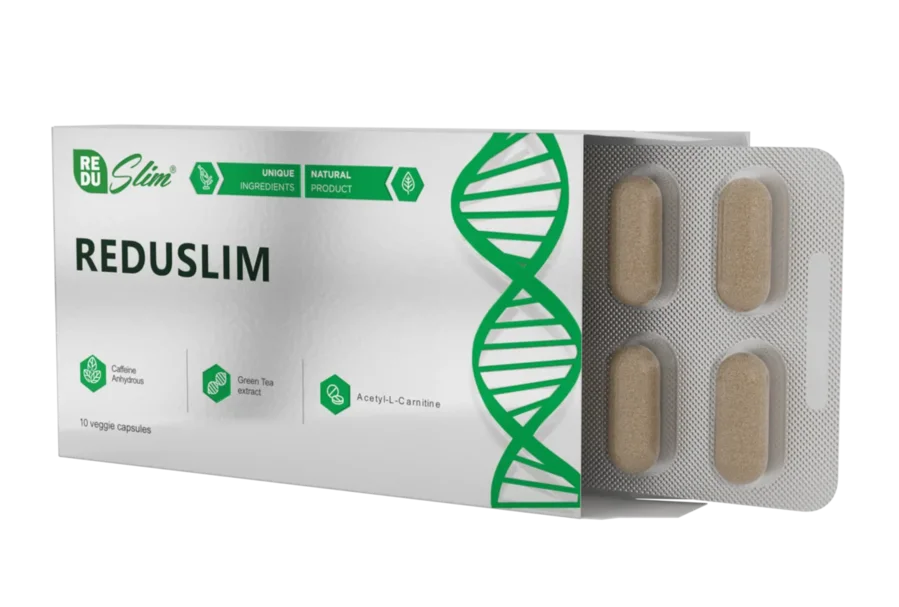 RE
DU
Slim®
UNIQUE
INGREDIENTS
NATURAL
PRODUCT
REDUSLIM
Caffeine
Anhydrous
Green Tea
extract
Acetyl-L-Carnitine
10 veggie capsules